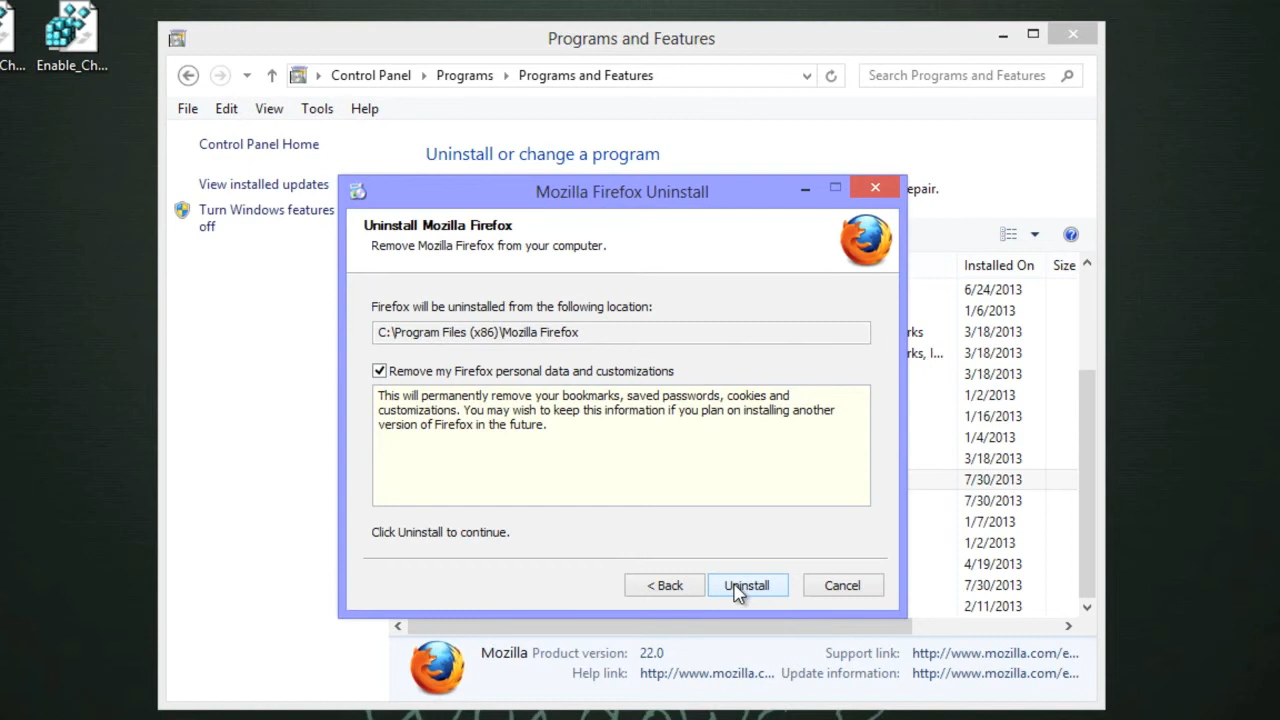 Ch...
Enable_Ch...
Programs and Features
Control Panel
Programs
Programs and Features
Search Programs and Features
File
Edit
View
Tools
Help
Control Panel Home
View installed updates
Turn Windows features
off
Uninstall or change a program
epair.
Mozilla Firefox Uninstall
Uninstall Mozilla Firefox
Remove Mozilla Firefox from your computer.
Firefox will be uninstalled from the following location:
C:\Program Files (x86)\Mozilla Firefox
Remove my Firefox personal data and customizations
This will permanently remove your bookmarks, saved passwords, cookies and
customizations. You may wish to keep this information if you plan on installing another
version of Firefox in the future.
Click Uninstall to continue.
< Back
Uninstall
Cancel
Installed On
Size
6/24/2013
1/6/2013
rks
3/18/2013
rks, l...
3/18/2013
3/18/2013
1/2/2013
1/16/2013
1/4/2013
3/18/2013
7/30/2013
7/30/2013
1/7/2013
1/2/2013
4/19/2013
7/30/2013
2/11/2013
Mozilla Product version: 22.0
Support link: http://www.mozilla.com/e...
Help link: http://www.mozilla.c...
Update information: http://www.mozilla.com/e...